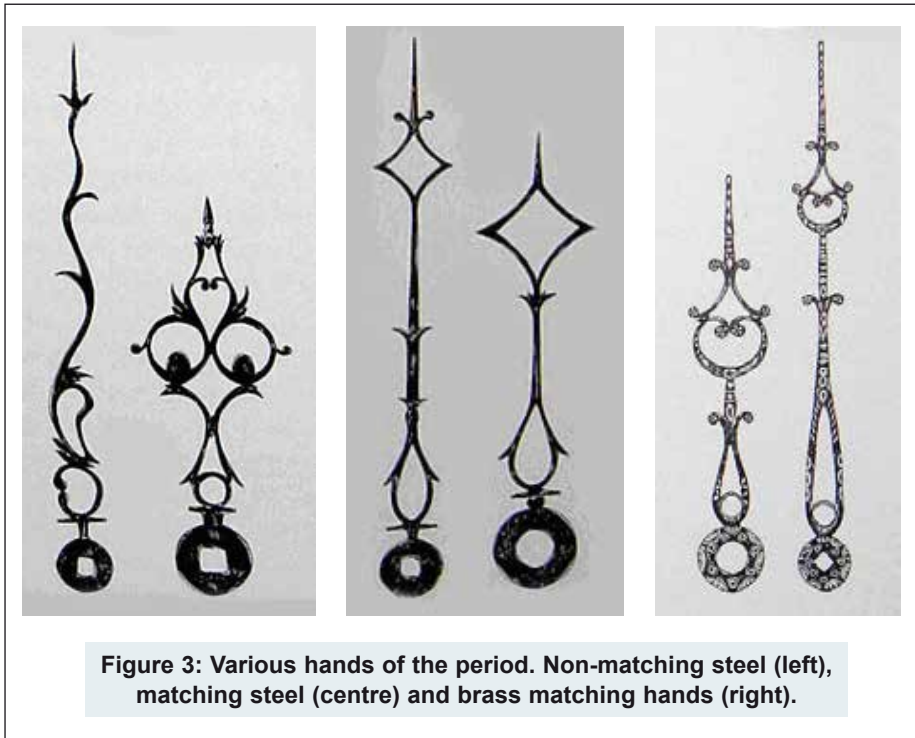 Figure 3: Various hands of the period. Non-matching steel (left),
matching steel (centre) and brass matching hands (right).